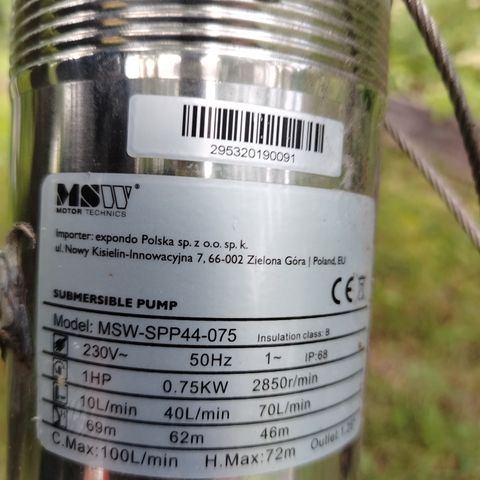 295320190091
MSW®
MOTOR TECHNICS
Importer: expondo Polska sp. z o.o. sp. k.
ul. Nowy Kisielin-Innowacyjna 7, 66-002 Zielona Góra | Poland, EU
CE
SUBMERSIBLE PUMP
Model: MSW-SPP44-075 Insulation class: B
230V~ 50Hz 1~ IP:68
1HP 0.75KW 2850r/min
10L/min 40L/min 70L/min
69m 62m 46m
C.Max:100L/min H.Max:72m Outlet: